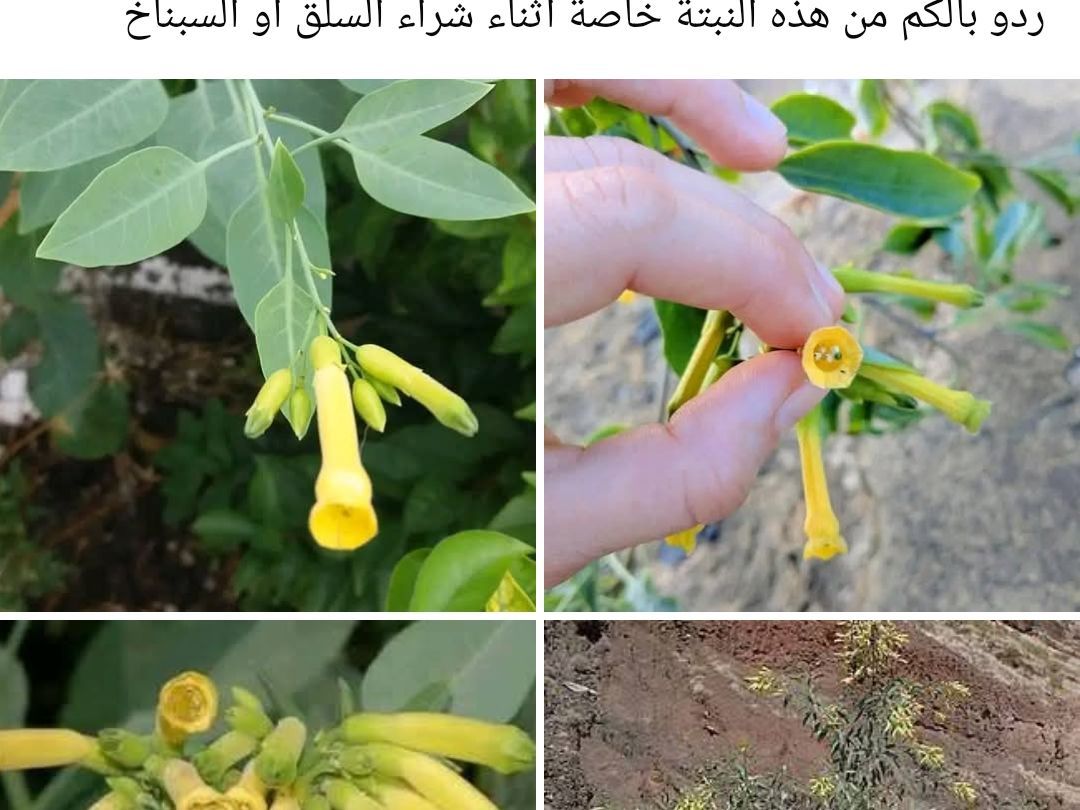 ردو بالكم من هذه النبتة خاصة أثناء شراء السلق أو السبناخ